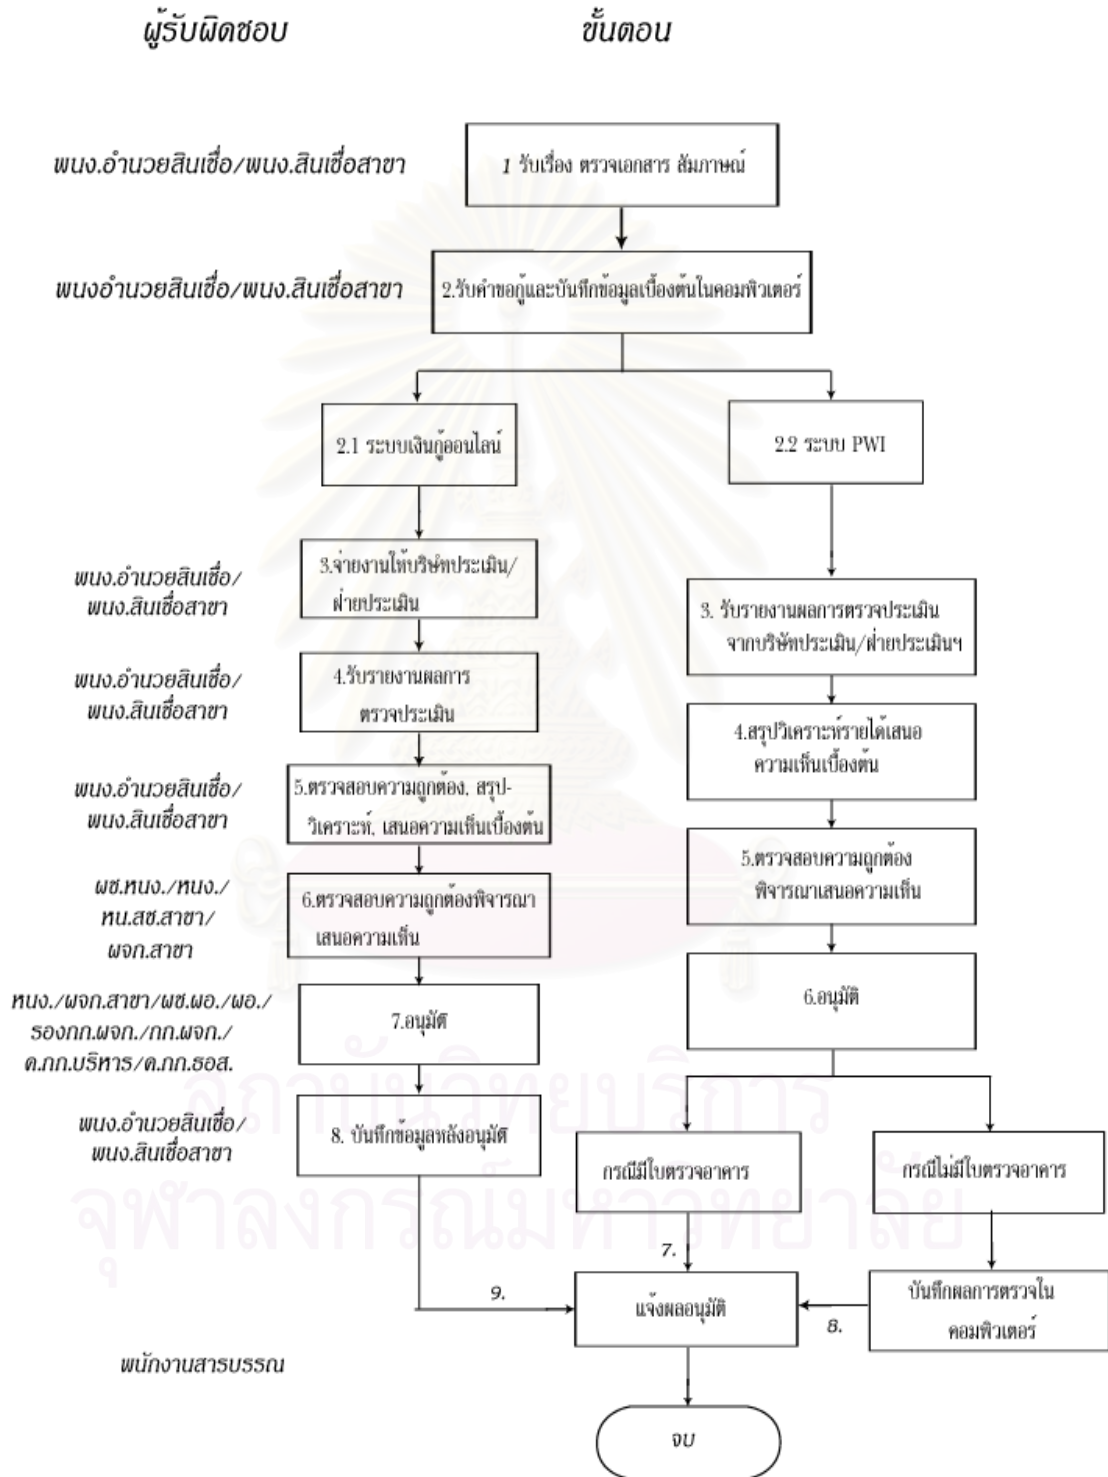 ผู้รับผิดชอบ
ขั้นตอน
พนง.อำนวยสินเชื่อ/พนง.สินเชื่อสาขา
1 รับเรื่อง ตรวจเอกสาร สัมภาษณ์
พนงอำนวยสินเชื่อ/พนง.สินเชื่อสาขา
2.รับคำขอกู้และบันทึกข้อมูลเบื้องต้นในคอมพิวเตอร์
2.1 ระบบเงินกู้ออนไลน์
2.2 ระบบ PWI
พนง.อำนวยสินเชื่อ/
พนง.สินเชื่อสาขา
3.จ่ายงานให้บริษัทประเมิน/
ฝ่ายประเมิน
3. รับรายงานผลการตรวจประเมิน
จากบริษัทประเมิน/ฝ่ายประเมินฯ
พนง.อำนวยสินเชื่อ/
พนง.สินเชื่อสาขา
4.รับรายงานผลการ
ตรวจประเมิน
4.สรุปวิเคราะห์รายได้เสนอ
ความเห็นเบื้องต้น
พนง.อำนวยสินเชื่อ/
พนง.สินเชื่อสาขา
5.ตรวจสอบความถูกต้อง, สรุป-
วิเคราะห์, เสนอความเห็นเบื้องต้น
5.ตรวจสอบความถูกต้อง
พิจารณาเสนอความเห็น
ผช.หนง./หนง./
หน.สช.สาขา/
ผจก.สาขา
6.ตรวจสอบความถูกต้องพิจารณา
เสนอความเห็น
6.อนุมัติ
หนง./ผจก.สาขา/ผช.ผอ./ผอ./
รองกก.ผจก./กก.ผจก./
ค.กก.บริหาร/ค.กก.ธอส.
7.อนุมัติ
พนง.อำนวยสินเชื่อ/
พนง.สินเชื่อสาขา
8. บันทึกข้อมูลหลังอนุมัติ
กรณีมีใบตรวจอาคาร
กรณีไม่มีใบตรวจอาคาร
7.
9.
แจ้งผลอนุมัติ
8.
บันทึกผลการตรวจใน
คอมพิวเตอร์
พนักงานสารบรรณ
จบ
สถาบันวิทยบริการ
จุฬาลงกรณ์มหาวิทยาลัย